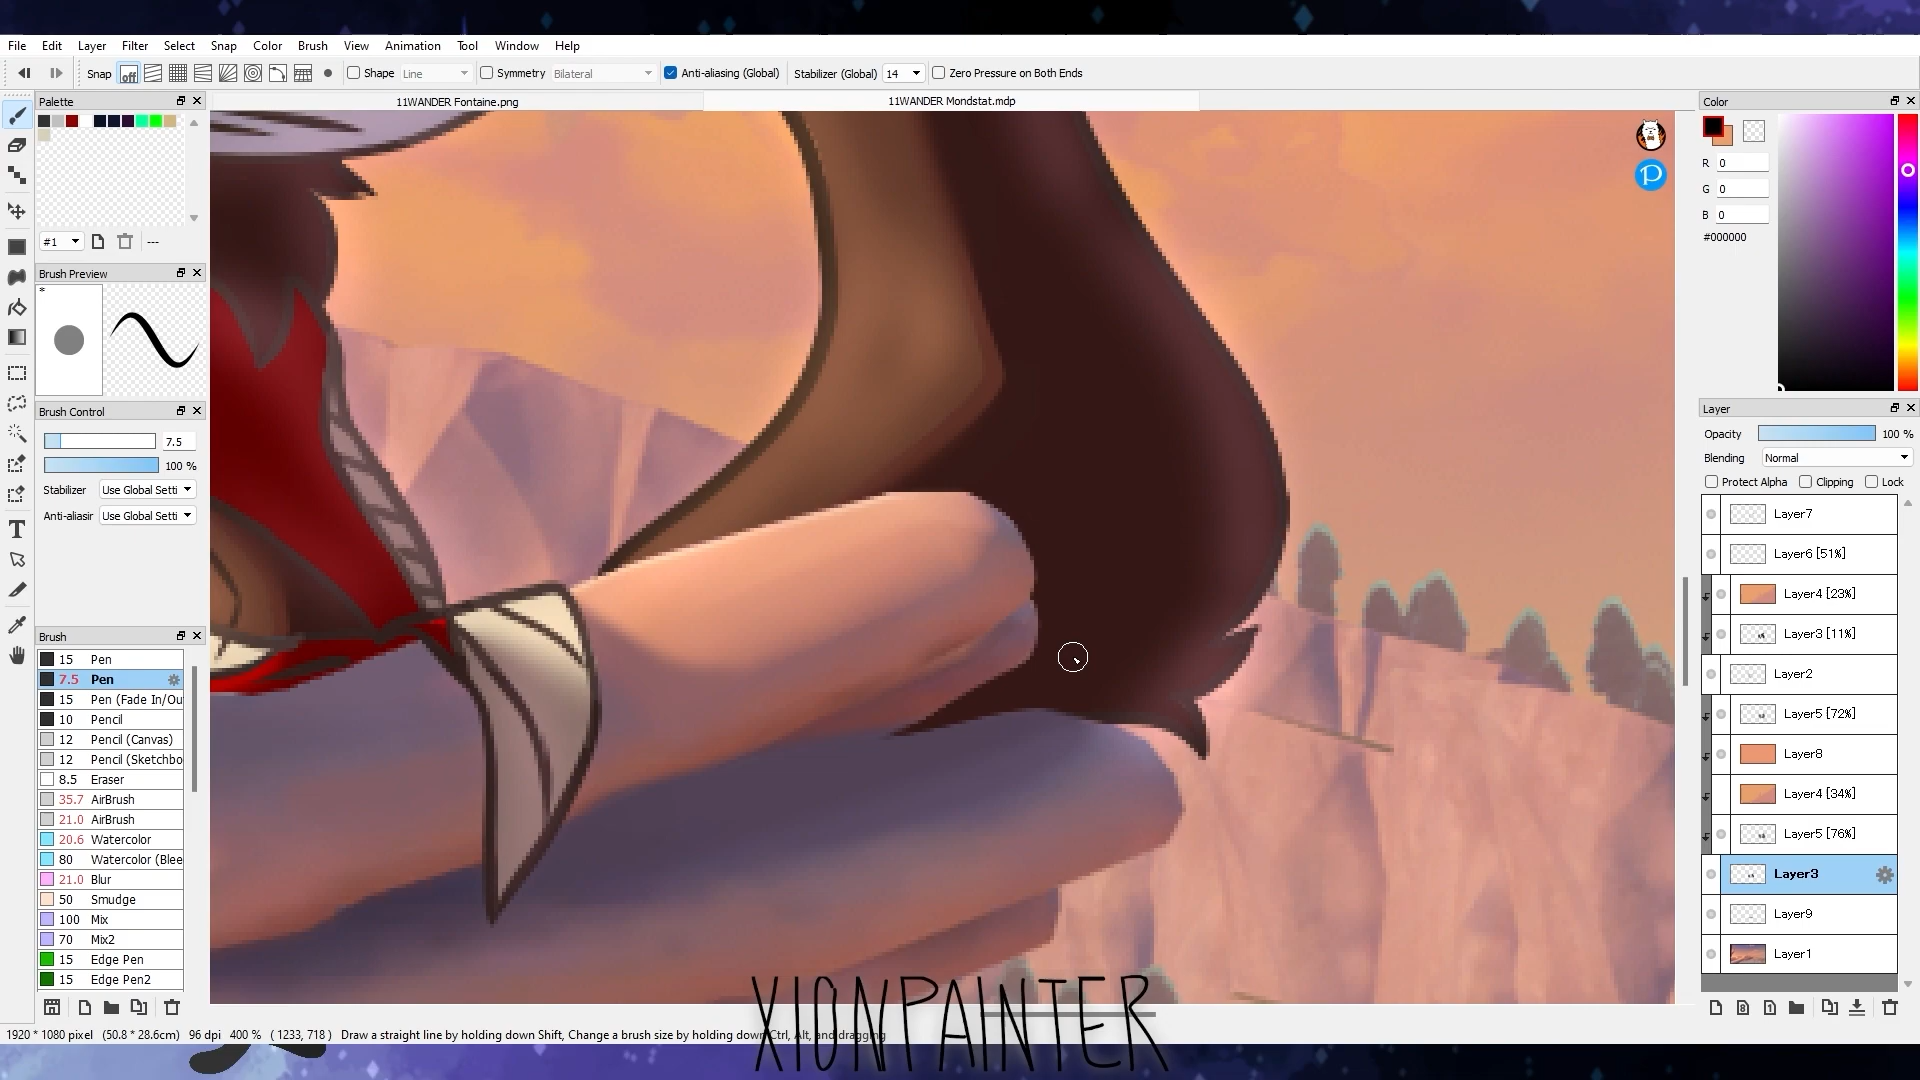 File Edit Layer Filter Select Snap Color Brush View Animation Tool Window Help
Snap off Shape Line Symmetry Bilateral Anti-aliasing (Global) Stabilizer (Global) 14 Zero Pressure on Both Ends
Palette
11WANDER Fontaine.png
11WANDER Mondstat.mdp
#1 ---
Brush Preview
*
Brush Control
7.5
100 %
Stabilizer Use Global Setti
Anti-aliasir Use Global Setti
Brush
15 Pen
7.5 Pen
15 Pen (Fade In/Ou
10 Pencil
12 Pencil (Canvas)
12 Pencil (Sketchbo
8.5 Eraser
35.7 AirBrush
21.0 AirBrush
20.6 Watercolor
80 Watercolor (Blee
21.0 Blur
50 Smudge
100 Mix
70 Mix2
15 Edge Pen
15 Edge Pen2
Color
R 0
G 0
B 0
#000000
Layer
Opacity 100 %
Blending Normal
Protect Alpha Clipping Lock
Layer7
Layer6 [51%]
Layer4 [23%]
Layer3 [11%]
Layer2
Layer5 [72%]
Layer8
Layer4 [34%]
Layer5 [76%]
Layer3
Layer9
Layer1
1920 * 1080 pixel (50.8 * 28.6cm) 96 dpi 400 % ( 1233, 718 ) Draw a straight line by holding down Shift, Change a brush size by holding down Ctrl, Alt, and dragging
XIONPAINTER